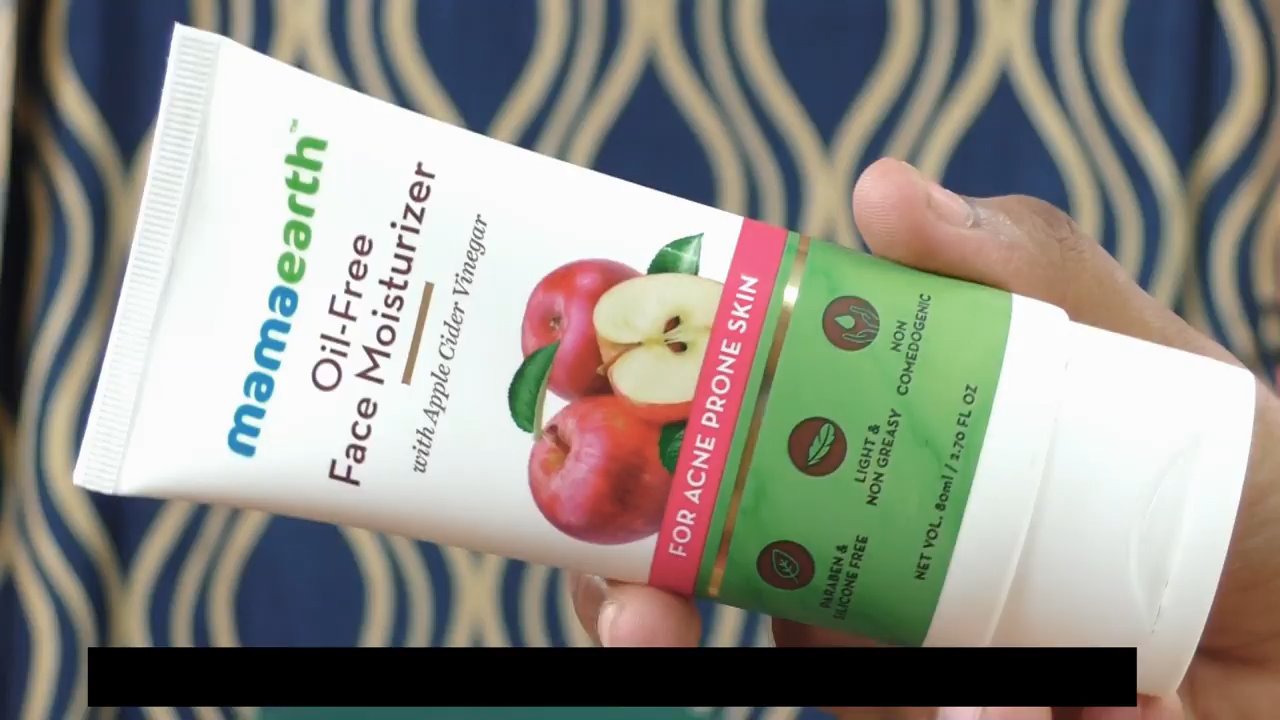 mamaearth™
Oil-Free
Face Moisturizer
with Apple Cider Vinegar
FOR ACNE PRONE SKIN
PARABEN &
SILICONE FREE
LIGHT &
NON GREASY
NON
COMEDOGENIC
NET VOL. 80ml / 2.70 FL OZ